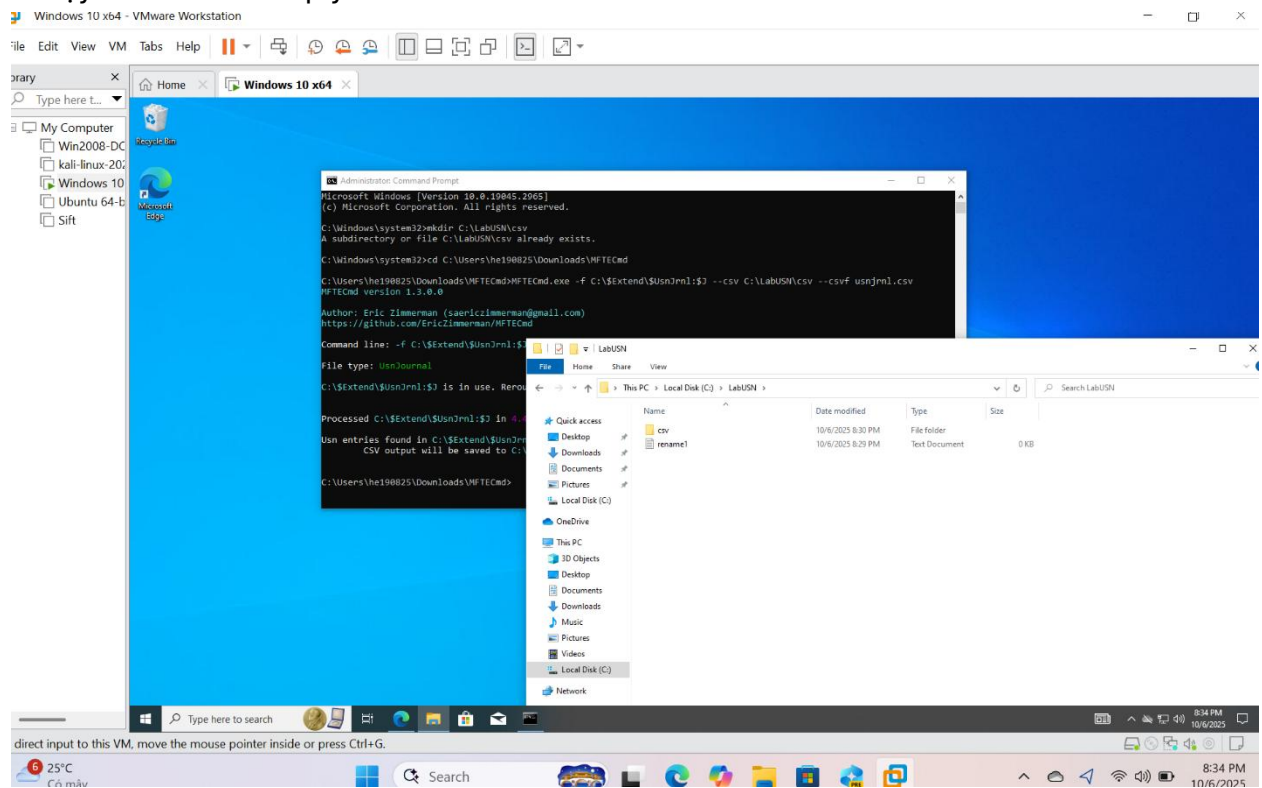 Windows 10 x64 - VMware Workstation
File Edit View VM Tabs Help
Library
Type here t...
Home
Windows 10 x64
My Computer
Win2008-DC
kali-linux-202
Windows 10
Ubuntu 64-b
Sift
Recycle Bin
Microsoft
Edge
Administrator: Command Prompt
Microsoft Windows [Version 10.0.19045.2965]
(c) Microsoft Corporation. All rights reserved.
C:\Windows\system32>mkdir C:\LabUSN\csv
A subdirectory or file C:\LabUSN\csv already exists.
C:\Windows\system32>cd C:\Users\he190825\Downloads\MFTECmd
C:\Users\he190825\Downloads\MFTECmd>MFTECmd.exe -f C:\$Extend\$UsnJrnl:$J --csv C:\LabUSN\csv --csvf usnjrnl.csv
MFTECmd version 1.3.0.0
Author: Eric Zimmerman (saericzimmerman@gmail.com)
https://github.com/EricZimmerman/MFTECmd
Command line: -f C:\$Extend\$UsnJrnl:$J
File type: UsnJournal
C:\$Extend\$UsnJrnl:$J is in use. Rerou
Processed C:\$Extend\$UsnJrnl:$J in 4.4
Usn entries found in C:\$Extend\$UsnJrn
CSV output will be saved to C:\
C:\Users\he190825\Downloads\MFTECmd>
LabUSN
File Home Share View
This PC > Local Disk (C:) > LabUSN >
Search LabUSN
Name Date modified Type Size
csv 10/6/2025 8:30 PM File folder
rename1 10/6/2025 8:29 PM Text Document 0 KB
Quick access
Desktop
Downloads
Documents
Pictures
Local Disk (C:)
OneDrive
This PC
3D Objects
Desktop
Documents
Downloads
Music
Pictures
Videos
Local Disk (C:)
Network
Type here to search
8:34 PM
10/6/2025
direct input to this VM, move the mouse pointer inside or press Ctrl+G.
6
25°C
Có mây
Search
PRE
8:34 PM
10/6/2025